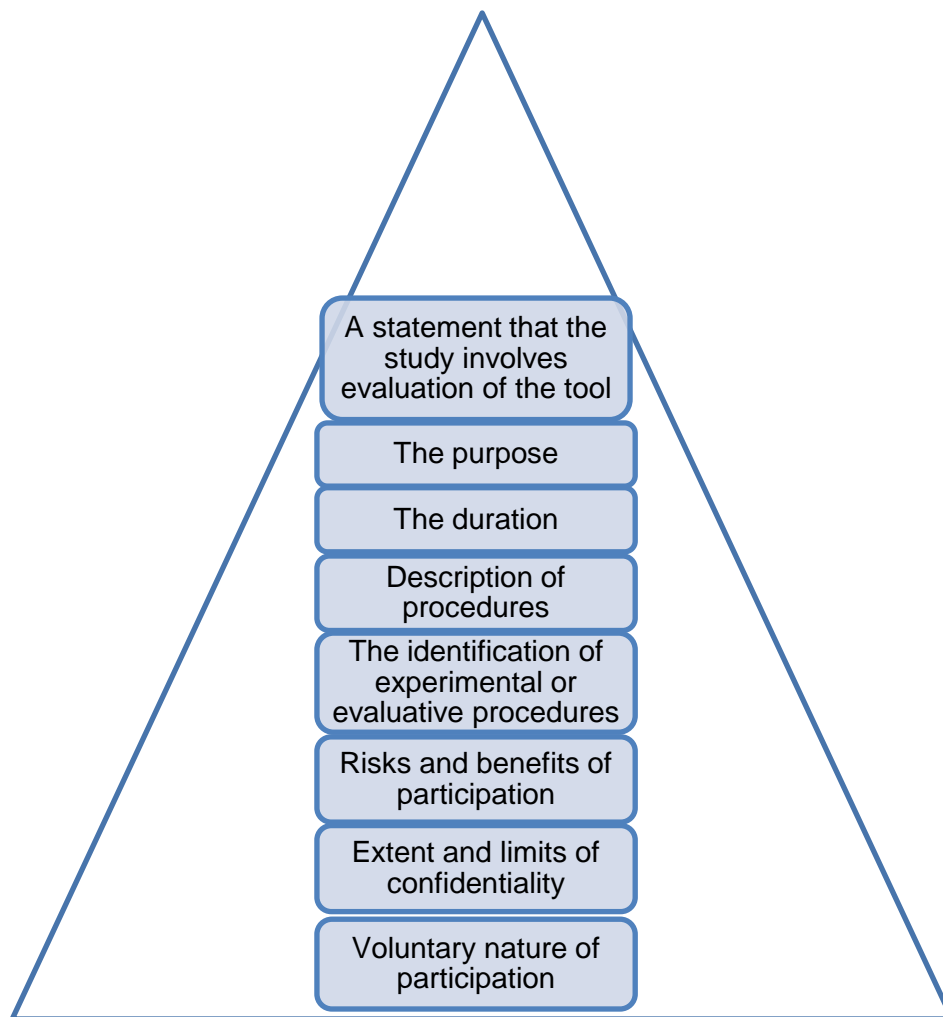 A statement that the
study involves
evaluation of the tool
The purpose
The duration
Description of
procedures
The identification of
experimental or
evaluative procedures
Risks and benefits of
participation
Extent and limits of
confidentiality
Voluntary nature of
participation